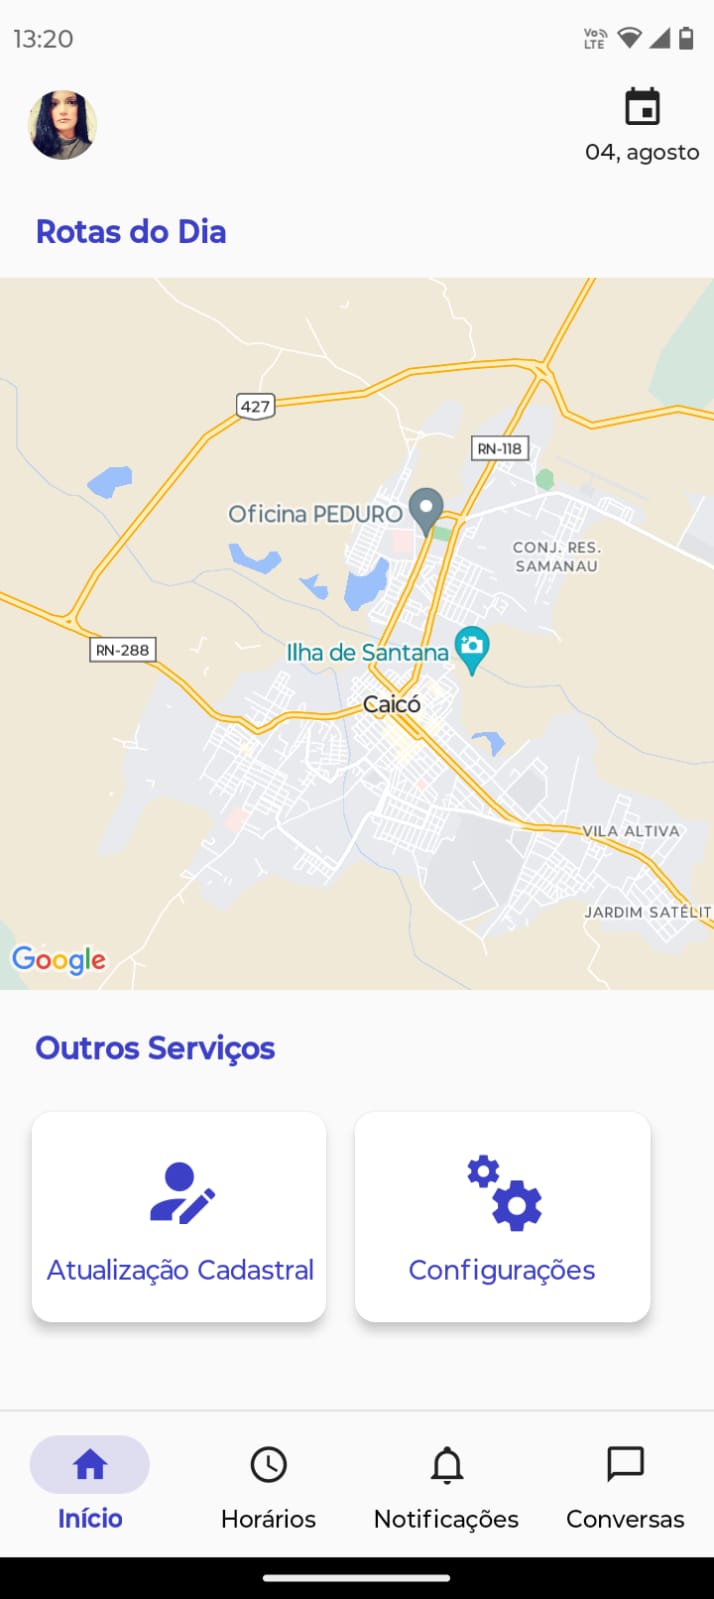 13:20
Vo LTE
04, agosto
Rotas do Dia
427
RN-118
Oficina PEDURO
CONJ. RES.
SAMANAU
RN-288
Ilha de Santana
Caicó
VILA ALTIVA
JARDIM SATÉLIT
Google
Outros Serviços
Atualização Cadastral
Configurações
Início
Horários
Notificações
Conversas